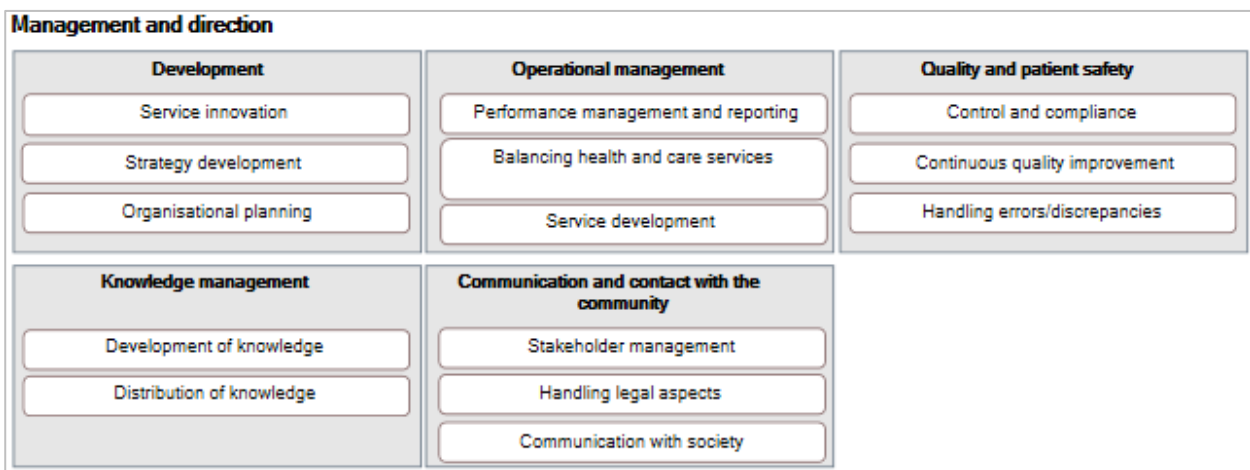 Management and direction
Development
Service innovation
Strategy development
Organisational planning
Operational management
Performance management and reporting
Balancing health and care services
Service development
Quality and patient safety
Control and compliance
Continuous quality improvement
Handling errors/discrepancies
Knowledge management
Development of knowledge
Distribution of knowledge
Communication and contact with the
community
Stakeholder management
Handling legal aspects
Communication with society